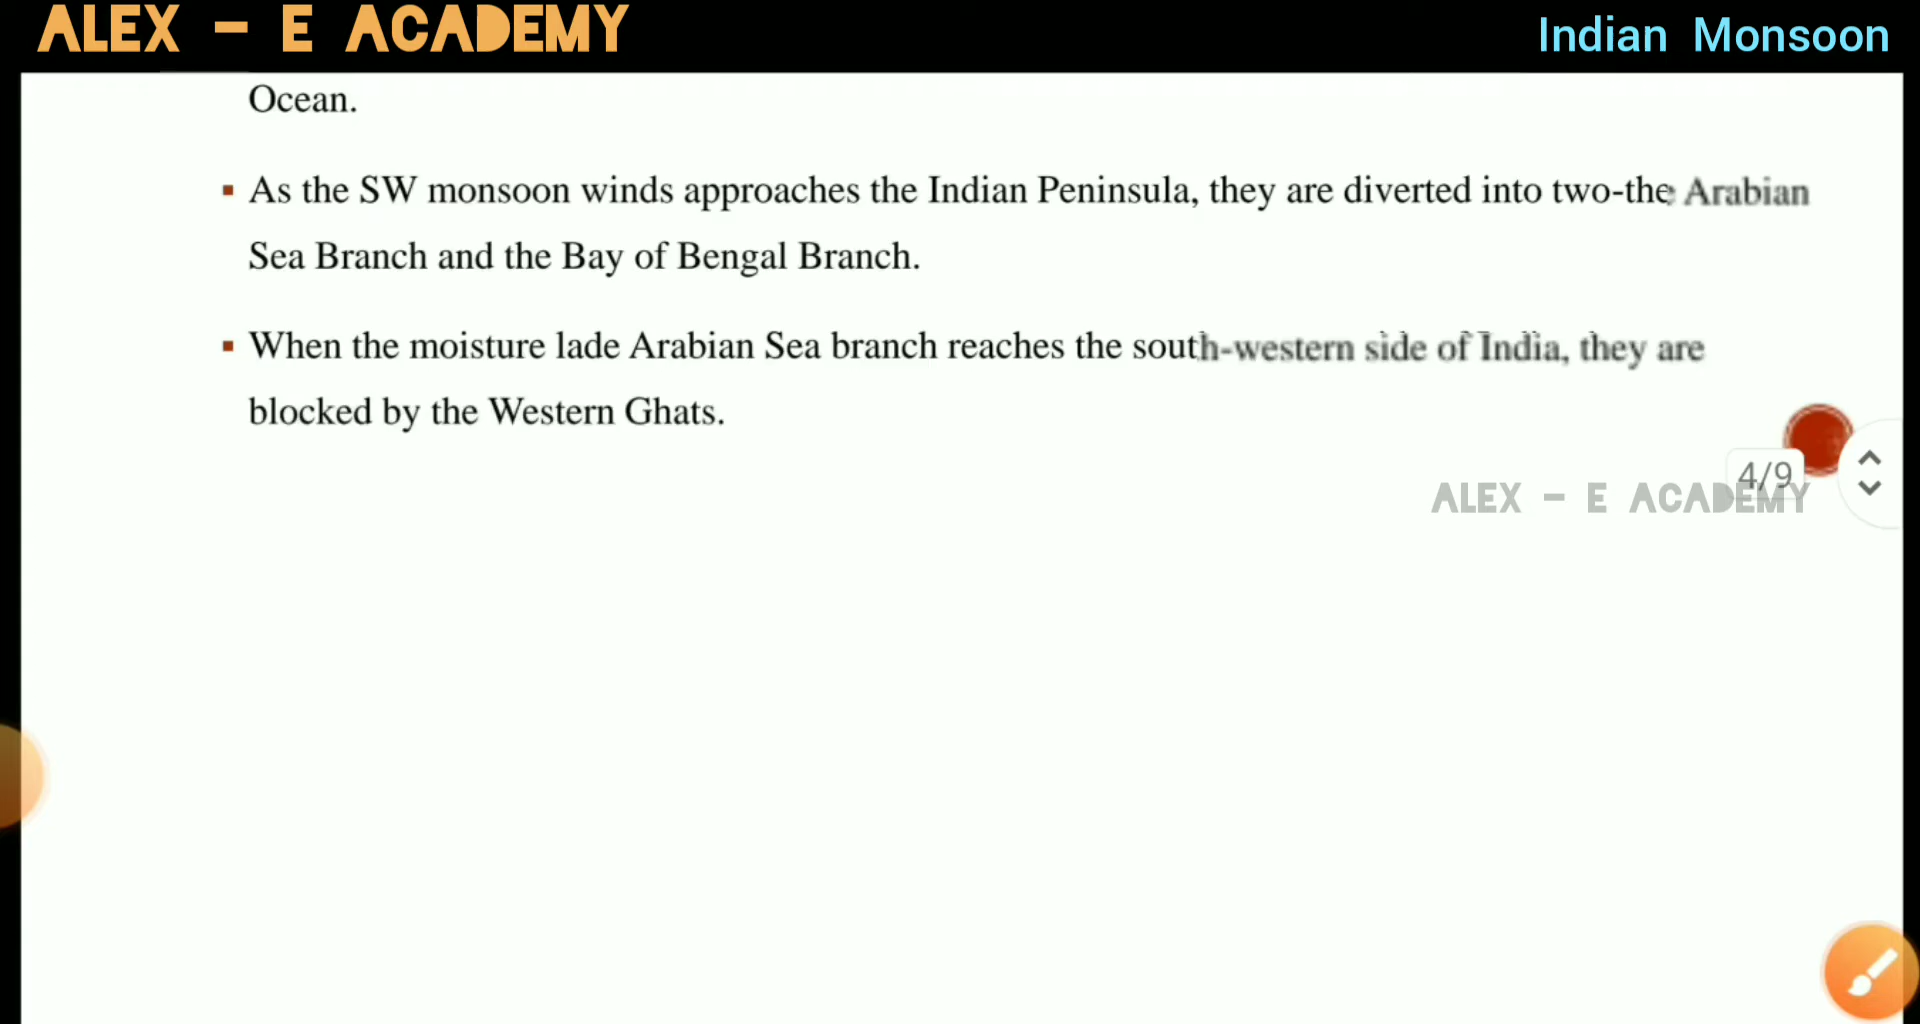 ALEX - E ACADEMY
Indian Monsoon
Ocean.
As the SW monsoon winds approaches the Indian Peninsula, they are diverted into two-the Arabian
Sea Branch and the Bay of Bengal Branch.
When the moisture lade Arabian Sea branch reaches the south-western side of India, they are
blocked by the Western Ghats.
4/9
ALEX - E ACADEMY